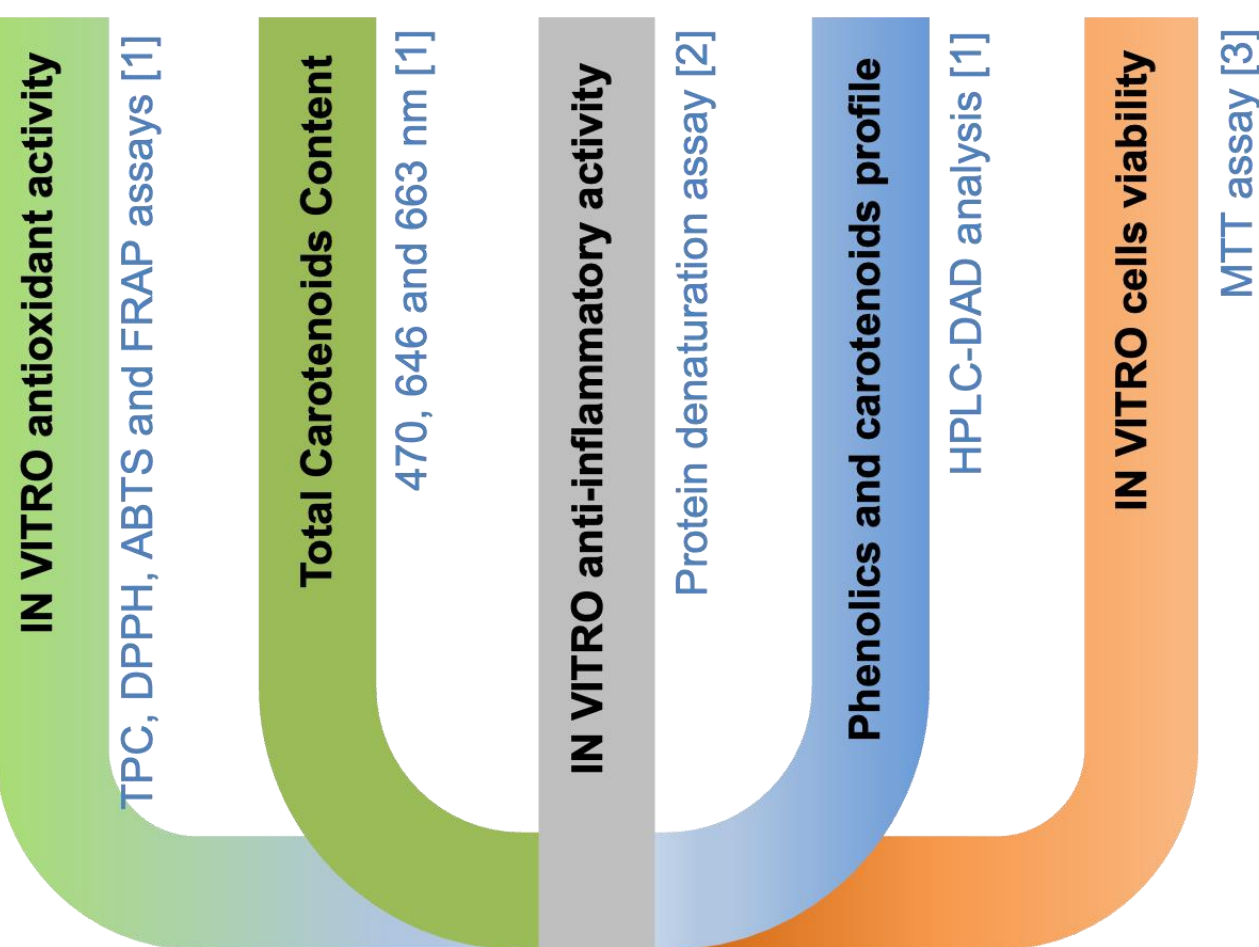 IN VITRO antioxidant activity
TPC, DPPH, ABTS and FRAP assays [1]
Total Carotenoids Content
470, 646 and 663 nm [1]
IN VITRO anti-inflammatory activity
Protein denaturation assay [2]
Phenolics and carotenoids profile
HPLC-DAD analysis [1]
IN VITRO cells viability
MTT assay [3]